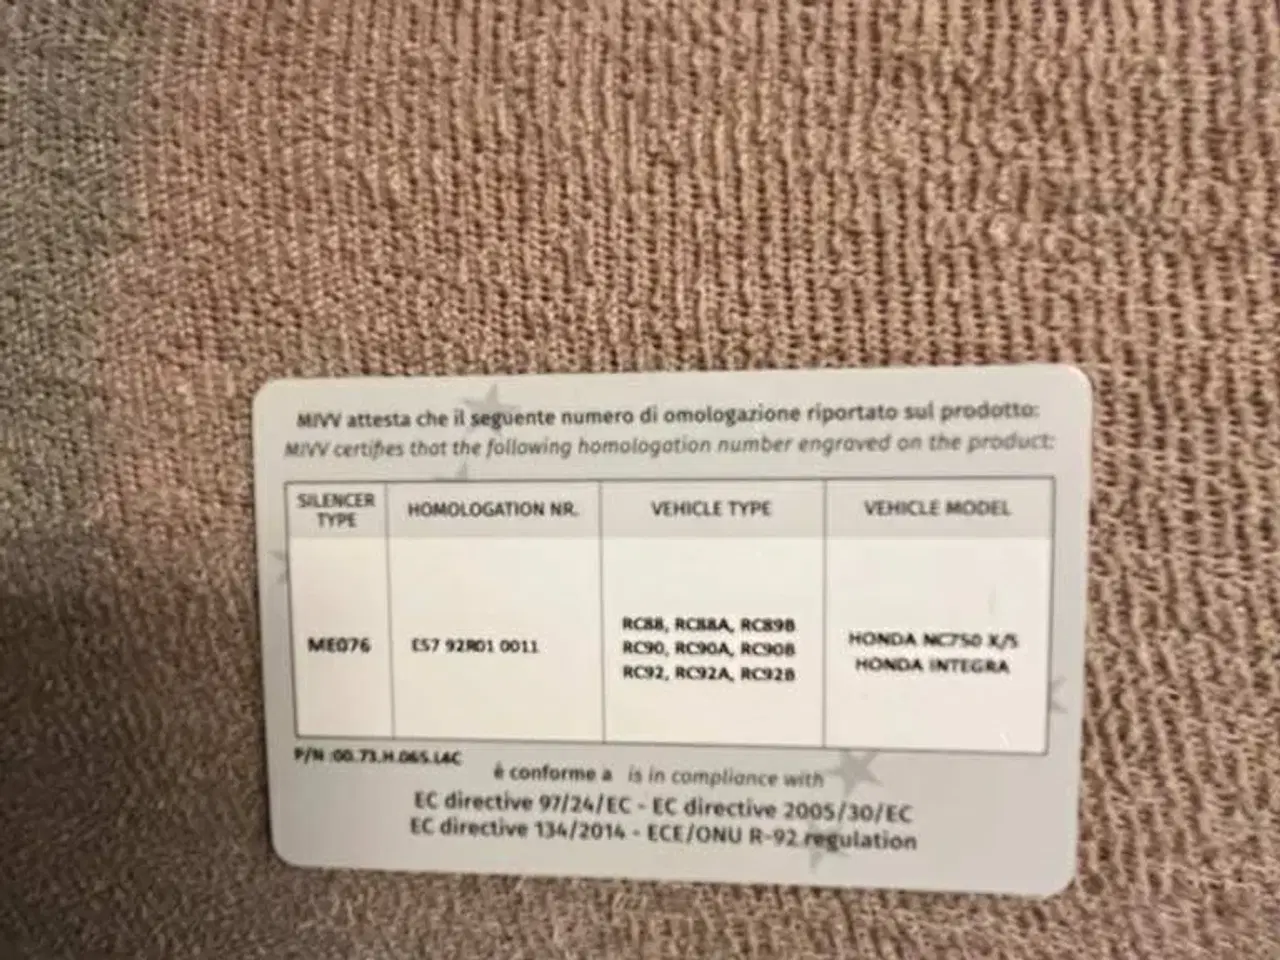 MIVV attesta che il seguente numero di omologazione riportato sul prodotto:
MIVV certifies that the following homologation number engraved on the product:
SILENCER TYPE
HOMOLOGATION NR.
VEHICLE TYPE
VEHICLE MODEL
ME076
E57 92R01 0011
RC88, RC88A, RC89B
RC90, RC90A, RC90B
RC92, RC92A, RC92B
HONDA NC750 X/S
HONDA INTEGRA
P/N :00.73.H.065.L4C
è conforme a is in compliance with
EC directive 97/24/EC - EC directive 2005/30/EC
EC directive 134/2014 - ECE/ONU R-92 regulation